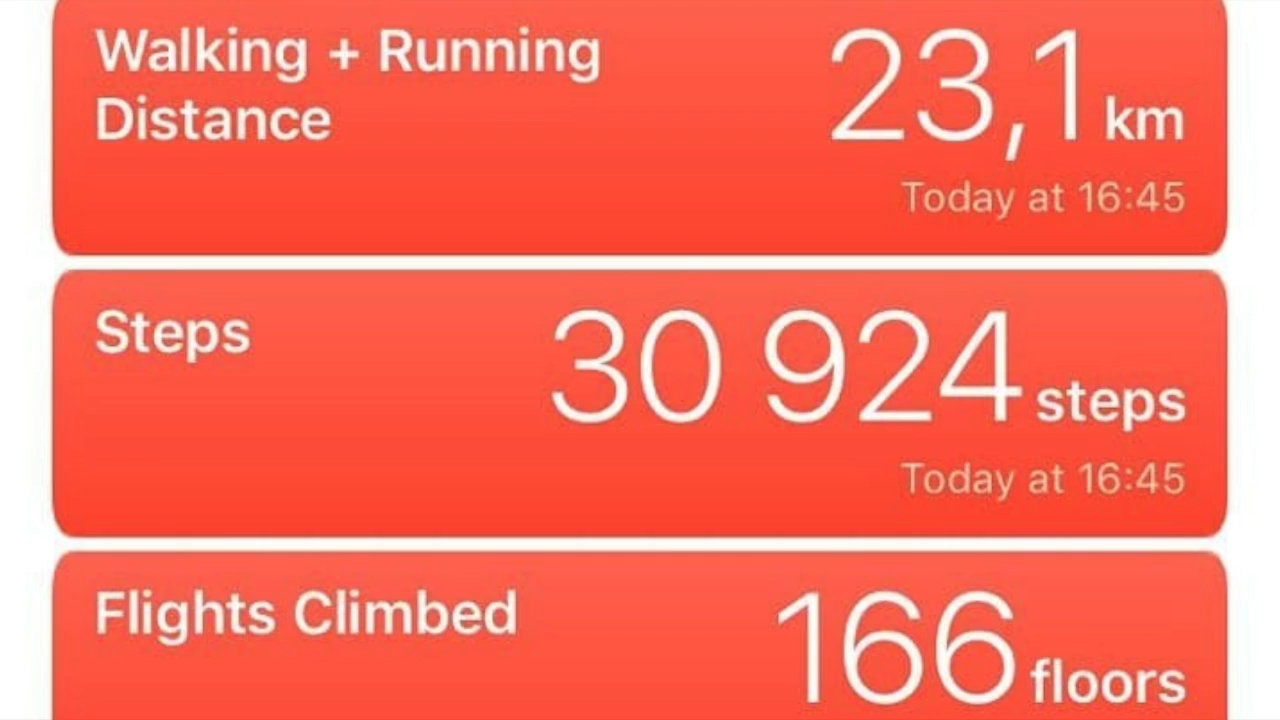 Walking + Running
Distance
23,1 km
Today at 16:45
Steps
30 924 steps
Today at 16:45
Flights Climbed
166 floors